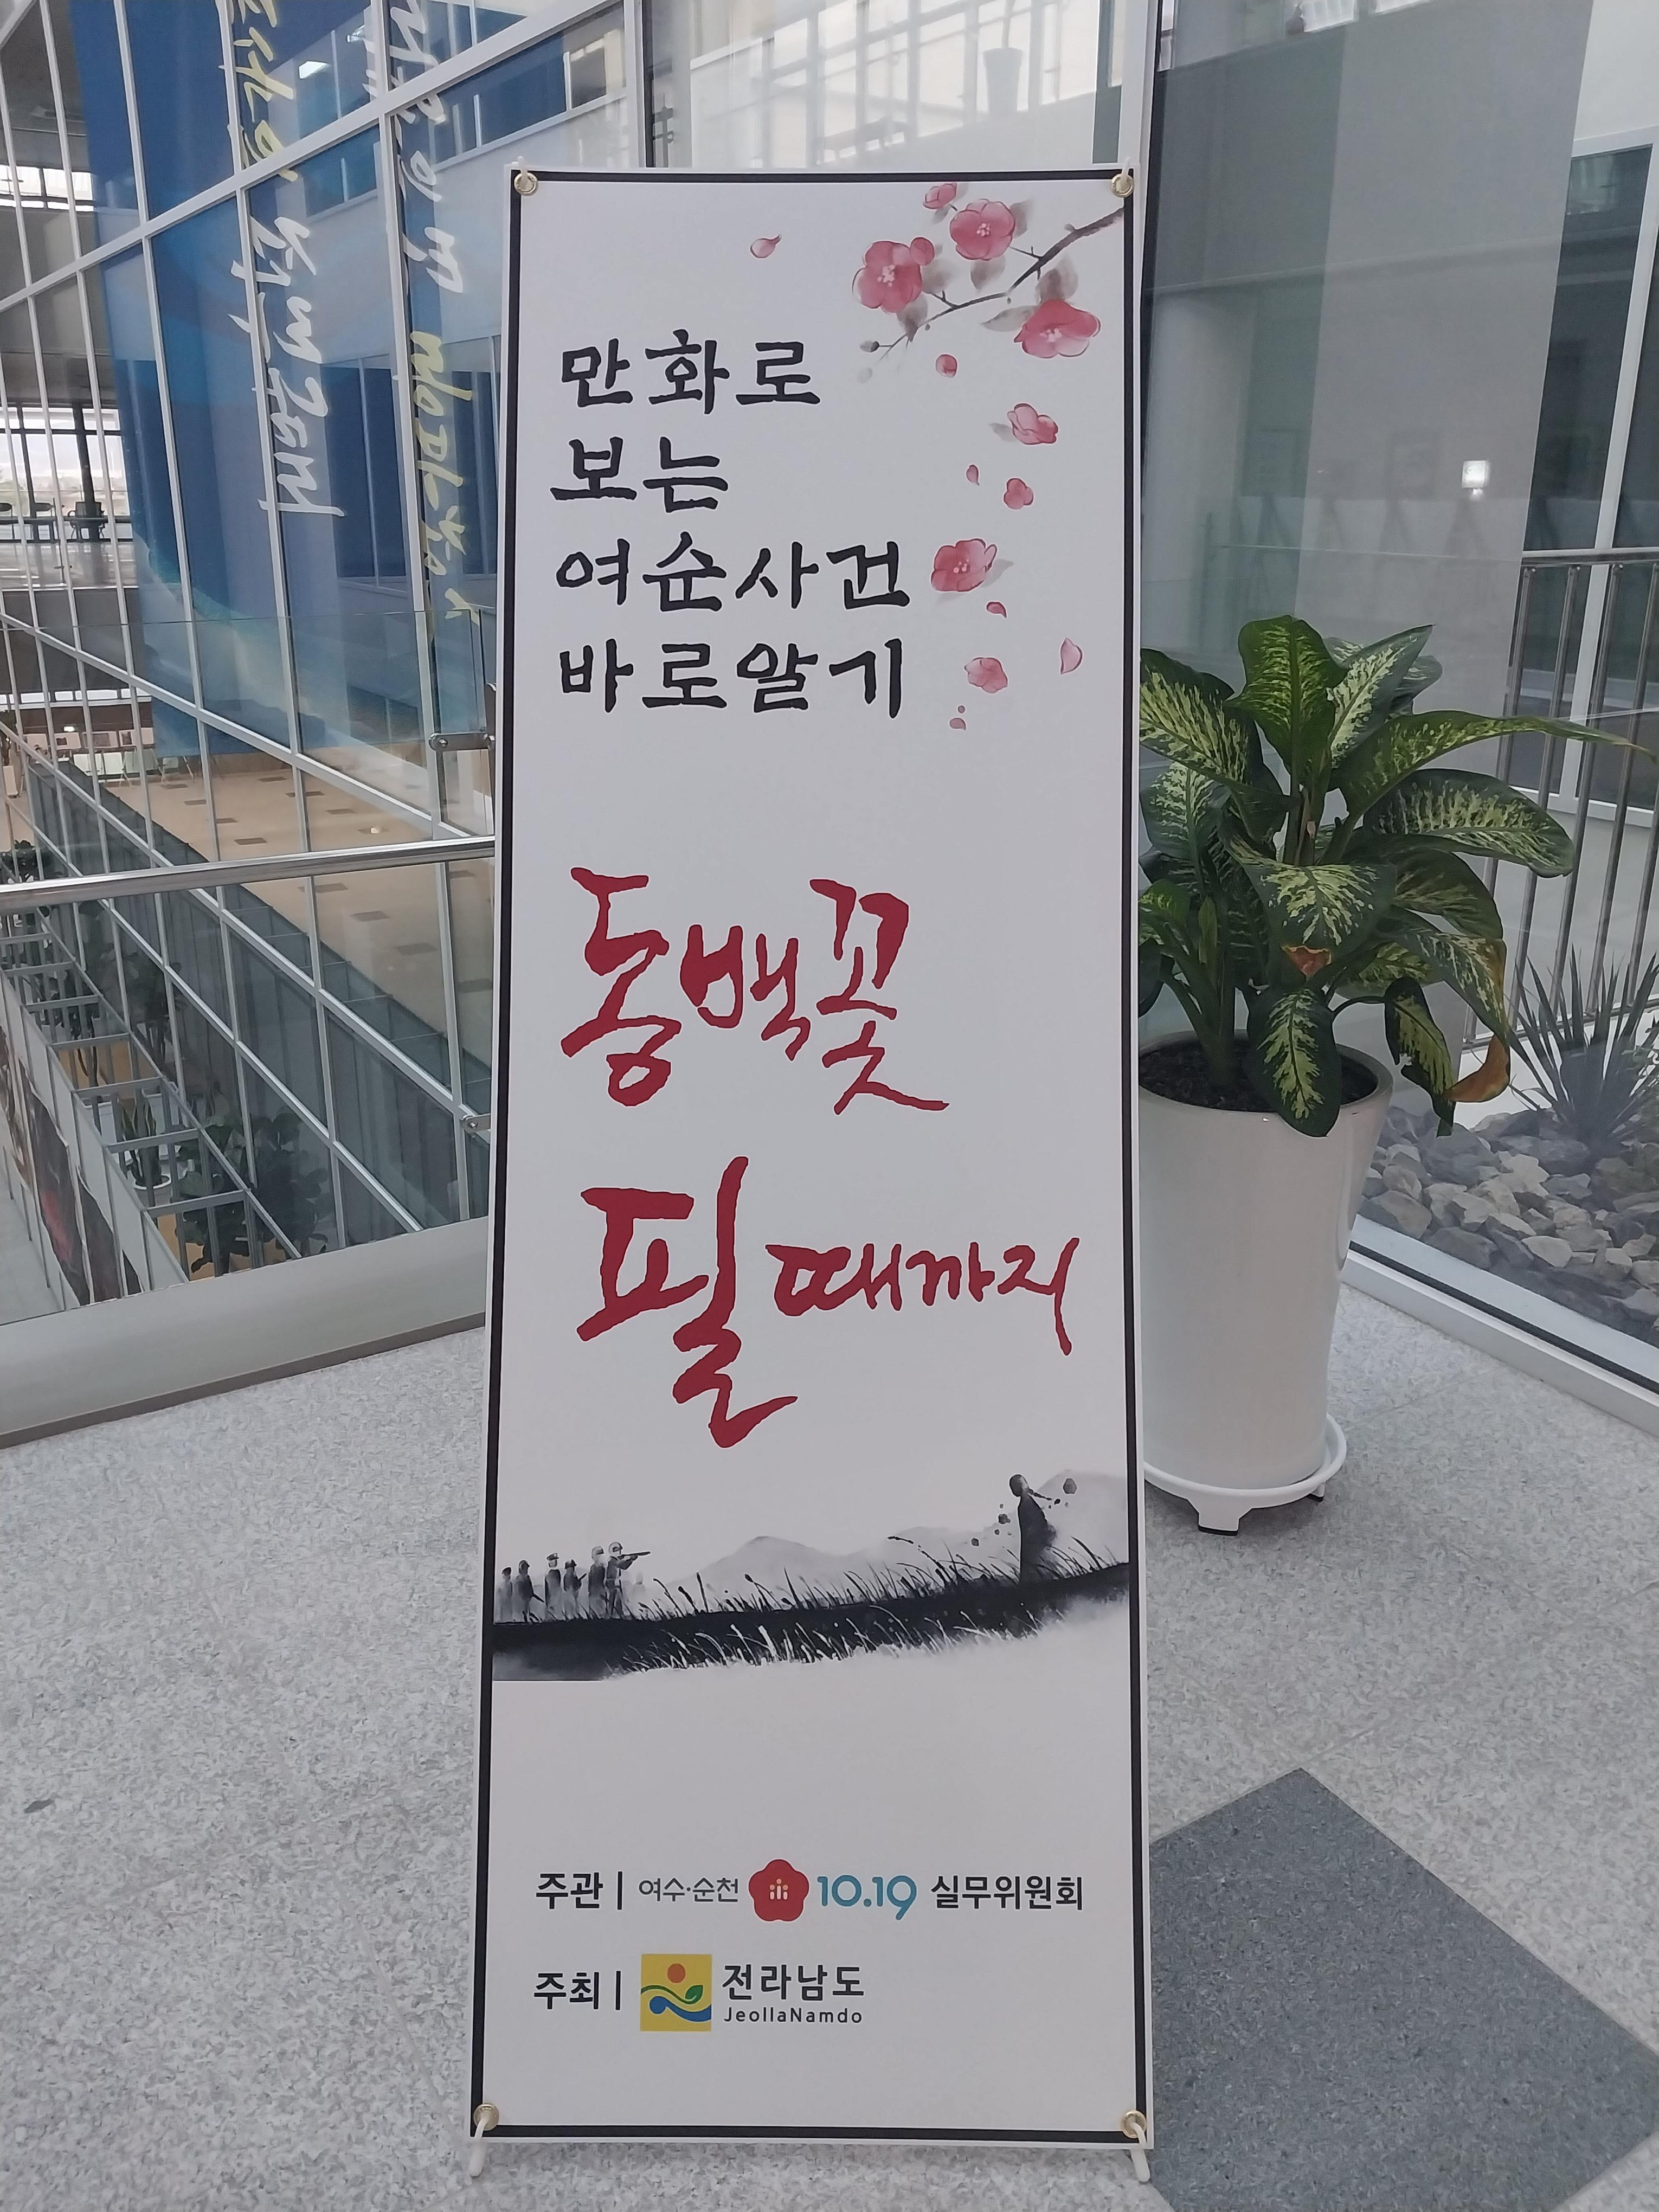 만화로
보는
여순사건
바로알기
동백꽃
필때까지
주관 | 여수·순천 10.19 실무위원회
주최 | 전라남도
JeollaNamdo